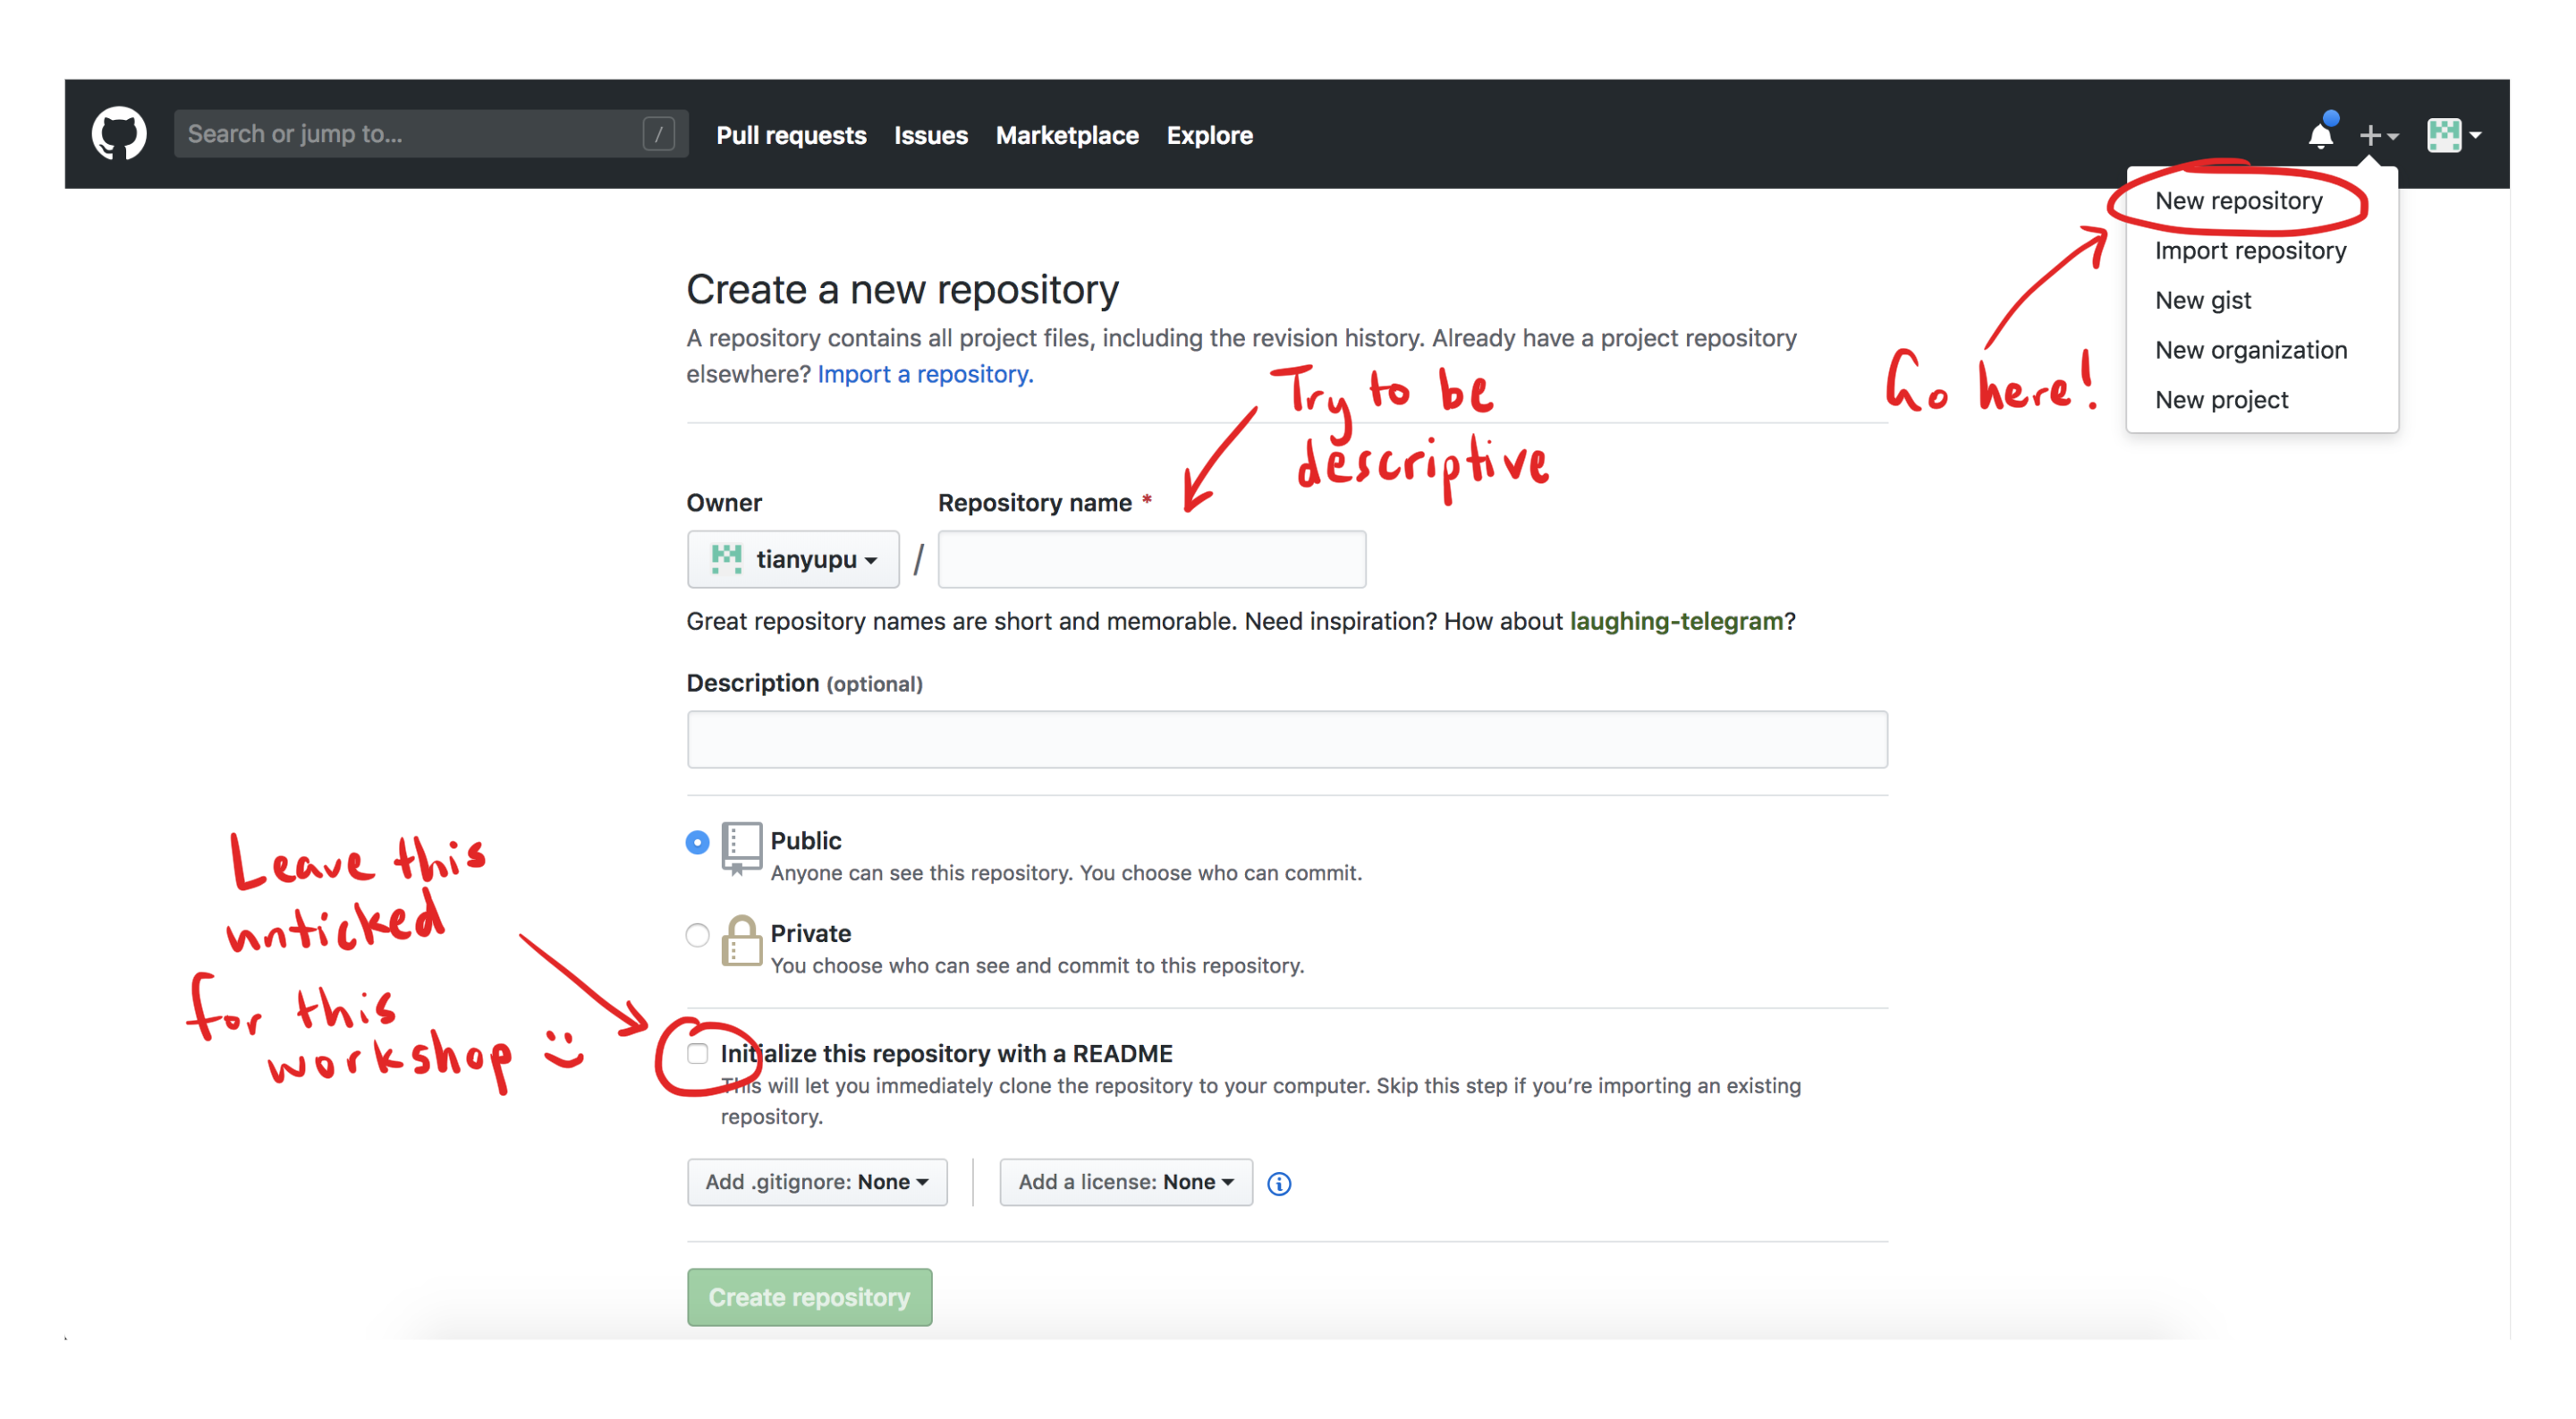 Search or jump to... /
Pull requests Issues Marketplace Explore
New repository
Import repository
New gist
New organization
New project
Go here!
Create a new repository
A repository contains all project files, including the revision history. Already have a project repository
elsewhere? Import a repository.
Try to be
descriptive
Owner Repository name *
tianyupu /
Great repository names are short and memorable. Need inspiration? How about laughing-telegram?
Description (optional)
Public
Anyone can see this repository. You choose who can commit.
Private
You choose who can see and commit to this repository.
Leave this
unticked
for this
workshop :)
Initialize this repository with a README
This will let you immediately clone the repository to your computer. Skip this step if you’re importing an existing
repository.
Add .gitignore: None Add a license: None
Create repository